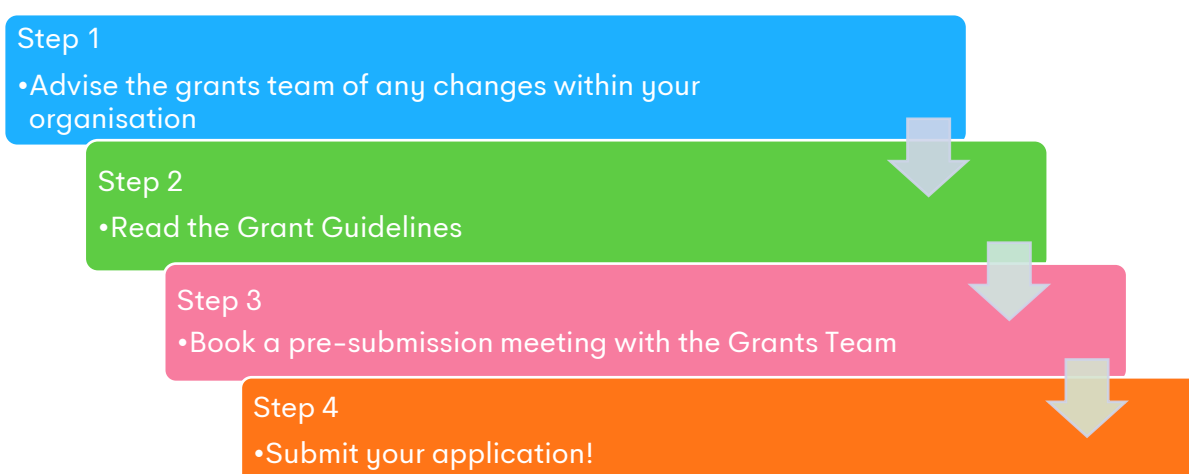 Step 1
•Advise the grants team of any changes within your
organisation
Step 2
•Read the Grant Guidelines
Step 3
•Book a pre-submission meeting with the Grants Team
Step 4
•Submit your application!